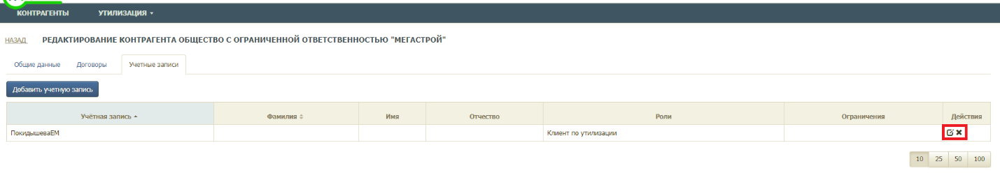 КОНТРАГЕНТЫ УТИЛИЗАЦИЯ
НАЗАД РЕДАКТИРОВАНИЕ КОНТРАГЕНТА ОБЩЕСТВО С ОГРАНИЧЕННОЙ ОТВЕТСТВЕННОСТЬЮ "МЕГАСТРОЙ"
Общие данные Договоры Учетные записи
Добавить учетную запись
Учётная запись Фамилия Имя Отчество Роли Ограничения Действия
ПокидышеваЕМ Клиент по утилизации
10 25 50 100